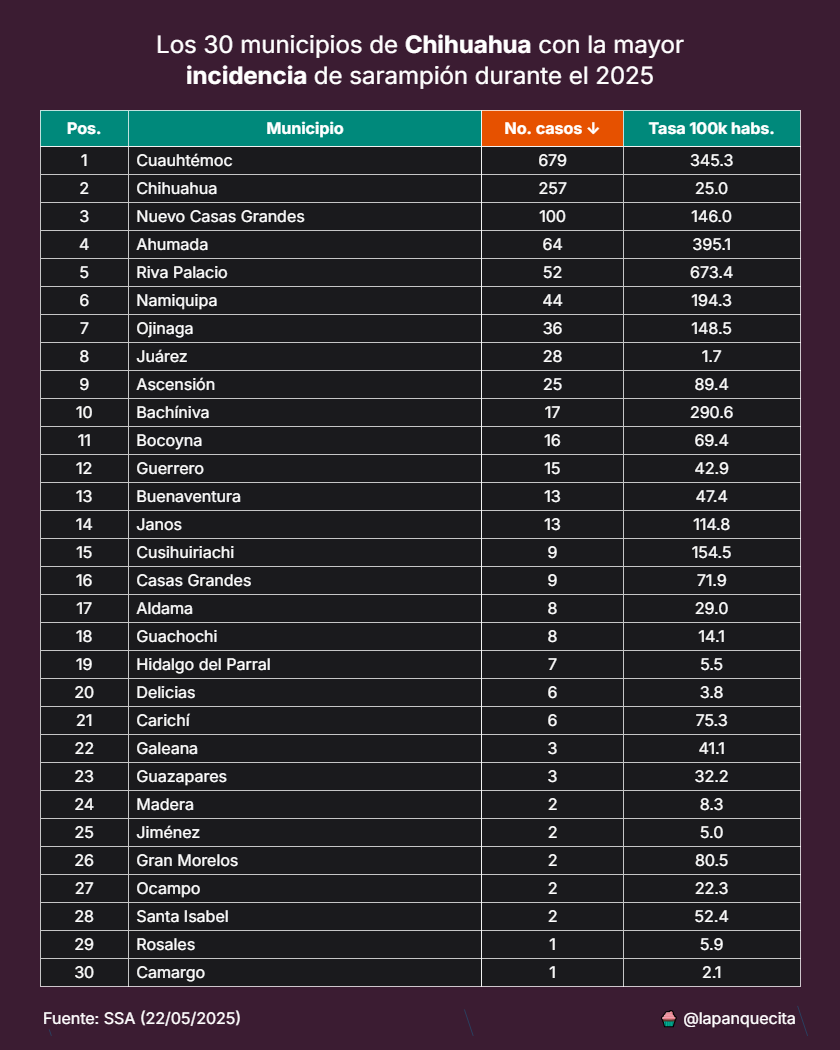 Los 30 municipios de Chihuahua con la mayor
incidencia de sarampión durante el 2025
Pos. Municipio No. casos ↓ Tasa 100k habs.
1 Cuauhtémoc 679 345.3
2 Chihuahua 257 25.0
3 Nuevo Casas Grandes 100 146.0
4 Ahumada 64 395.1
5 Riva Palacio 52 673.4
6 Namiquipa 44 194.3
7 Ojinaga 36 148.5
8 Juárez 28 1.7
9 Ascensión 25 89.4
10 Bachíniva 17 290.6
11 Bocoyna 16 69.4
12 Guerrero 15 42.9
13 Buenaventura 13 47.4
14 Janos 13 114.8
15 Cusihuiriachi 9 154.5
16 Casas Grandes 9 71.9
17 Aldama 8 29.0
18 Guachochi 8 14.1
19 Hidalgo del Parral 7 5.5
20 Delicias 6 3.8
21 Carichí 6 75.3
22 Galeana 3 41.1
23 Guazapares 3 32.2
24 Madera 2 8.3
25 Jiménez 2 5.0
26 Gran Morelos 2 80.5
27 Ocampo 2 22.3
28 Santa Isabel 2 52.4
29 Rosales 1 5.9
30 Camargo 1 2.1
Fuente: SSA (22/05/2025) @lapanquecita